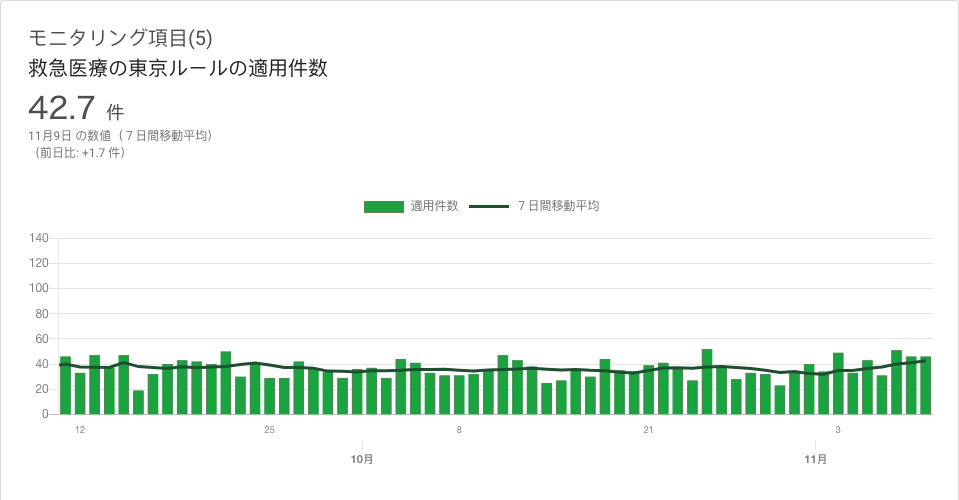 モニタリング項目(5)
救急医療の東京ルールの適用件数
42.7 件
11月9日 の数値（７日間移動平均）
（前日比: +1.7 件）
適用件数 ７日間移動平均
140
120
100
80
60
40
20
0
12 25 8 21 3
10月 11月